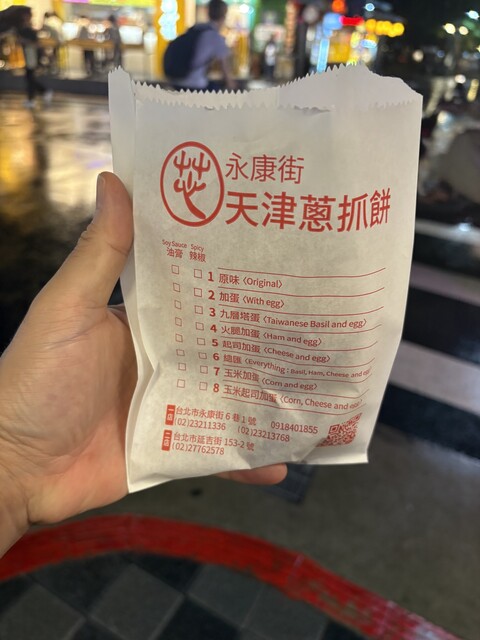 永康街
天津蔥抓餅
Soy Sauce Spicy
油膏 辣椒
1 原味〈Original〉
2 加蛋〈With egg〉
3 九層塔蛋〈Taiwanese Basil and egg〉
4 火腿加蛋〈Ham and egg〉
5 起司加蛋〈Cheese and egg〉
6 總匯〈Everything : Basil, Ham, Cheese and
7 玉米加蛋〈Corn and egg〉
8 玉米起司加蛋〈Corn, Cheese and
一店 台北市永康街 6 巷 1 號 0918401855
(02)23211336 (02)23213768
二店 台北市延吉街 153-2 號
(02)27762578